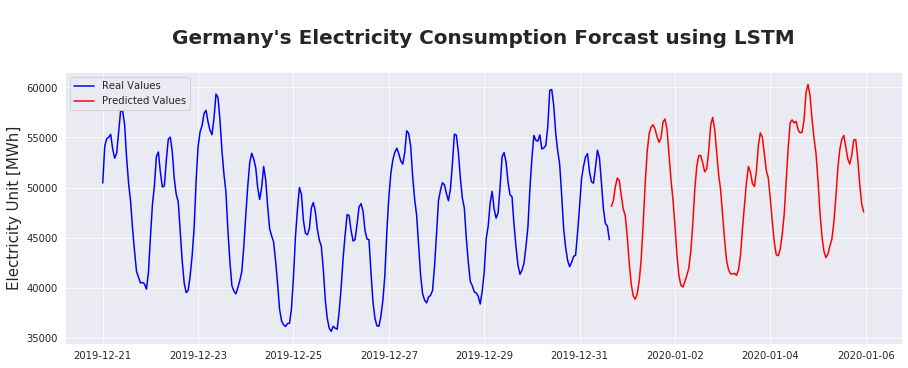 Germany's Electricity Consumption Forcast using LSTM
Real Values
Predicted Values
Electricity Unit [MWh]
60000
55000
50000
45000
40000
35000
2019-12-21 2019-12-23 2019-12-25 2019-12-27 2019-12-29 2019-12-31 2020-01-02 2020-01-04 2020-01-06